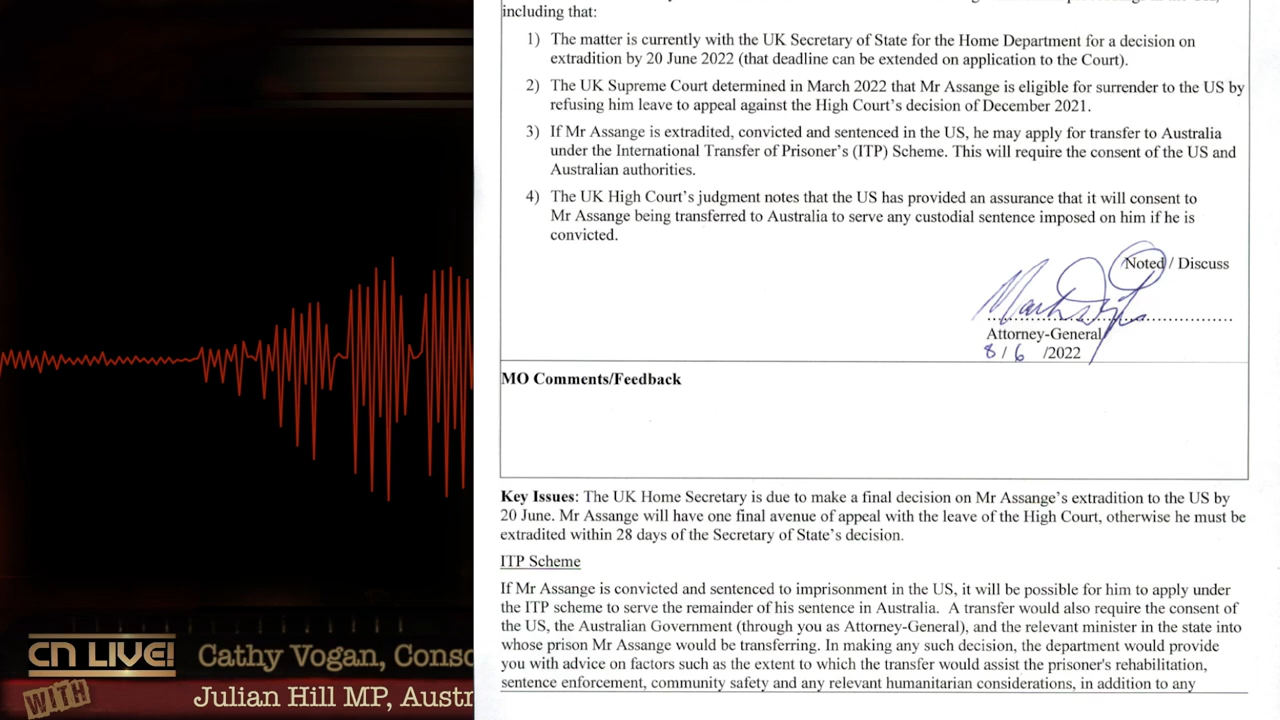 including that:
1) The matter is currently with the UK Secretary of State for the Home Department for a decision on
extradition by 20 June 2022 (that deadline can be extended on application to the Court).
2) The UK Supreme Court determined in March 2022 that Mr Assange is eligible for surrender to the US by
refusing him leave to appeal against the High Court's decision of December 2021.
3) If Mr Assange is extradited, convicted and sentenced in the US, he may apply for transfer to Australia
under the International Transfer of Prisoner's (ITP) Scheme. This will require the consent of the US and
Australian authorities.
4) The UK High Court's judgment notes that the US has provided an assurance that it will consent to
Mr Assange being transferred to Australia to serve any custodial sentence imposed on him if he is
convicted.
Noted / Discuss
Attorney-General
8 / 6 /2022
MO Comments/Feedback
Key Issues: The UK Home Secretary is due to make a final decision on Mr Assange's extradition to the US by
20 June. Mr Assange will have one final avenue of appeal with the leave of the High Court, otherwise he must be
extradited within 28 days of the Secretary of State's decision.
ITP Scheme
If Mr Assange is convicted and sentenced to imprisonment in the US, it will be possible for him to apply under
the ITP scheme to serve the remainder of his sentence in Australia. A transfer would also require the consent of
the US, the Australian Government (through you as Attorney-General), and the relevant minister in the state into
whose prison Mr Assange would be transferring. In making any such decision, the department would provide
you with advice on factors such as the extent to which the transfer would assist the prisoner's rehabilitation,
sentence enforcement, community safety and any relevant humanitarian considerations, in addition to any
CN LIVE!
WITH
Cathy Vogan, Conso
Julian Hill MP, Austr